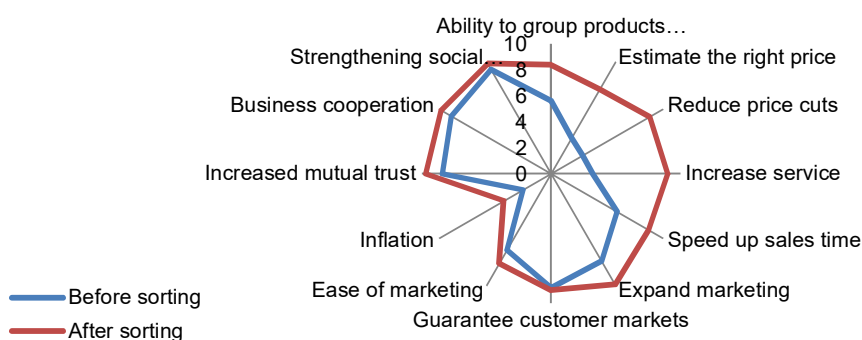 Ability to group products…
Estimate the right price
Reduce price cuts
Increase service
Speed up sales time
Expand marketing
Guarantee customer markets
Ease of marketing
Inflation
Increased mutual trust
Business cooperation
Strengthening social…
10
8
6
4
2
0
Before sorting
After sorting